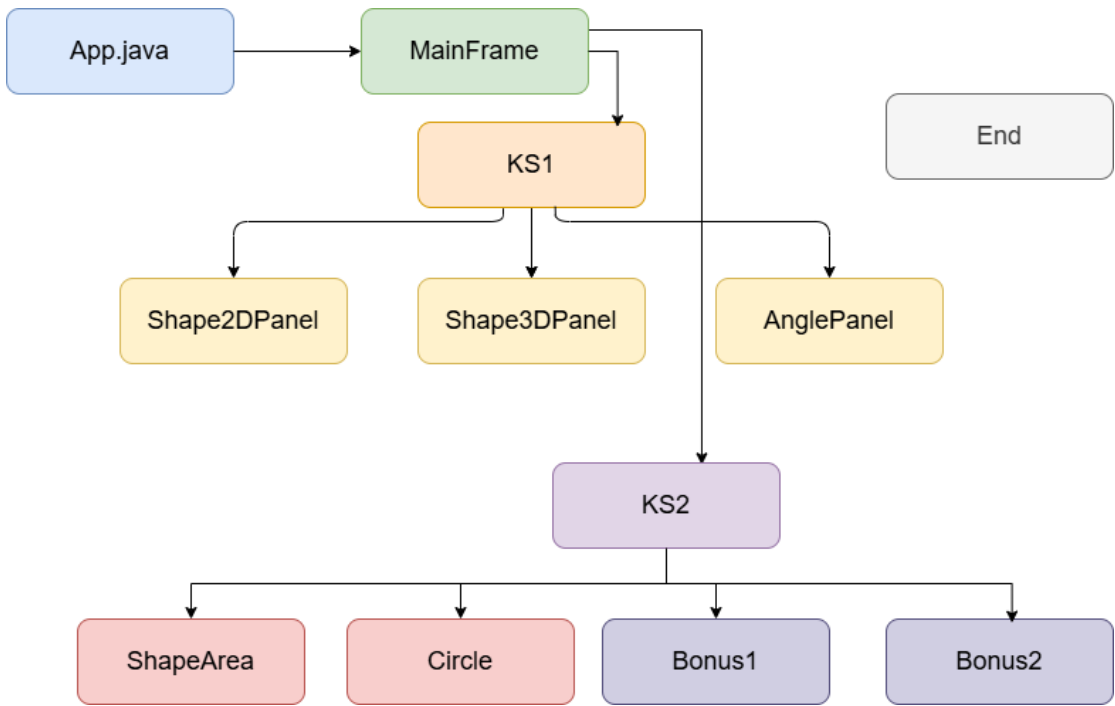 App.java
MainFrame
End
KS1
Shape2DPanel
Shape3DPanel
AnglePanel
KS2
ShapeArea
Circle
Bonus1
Bonus2